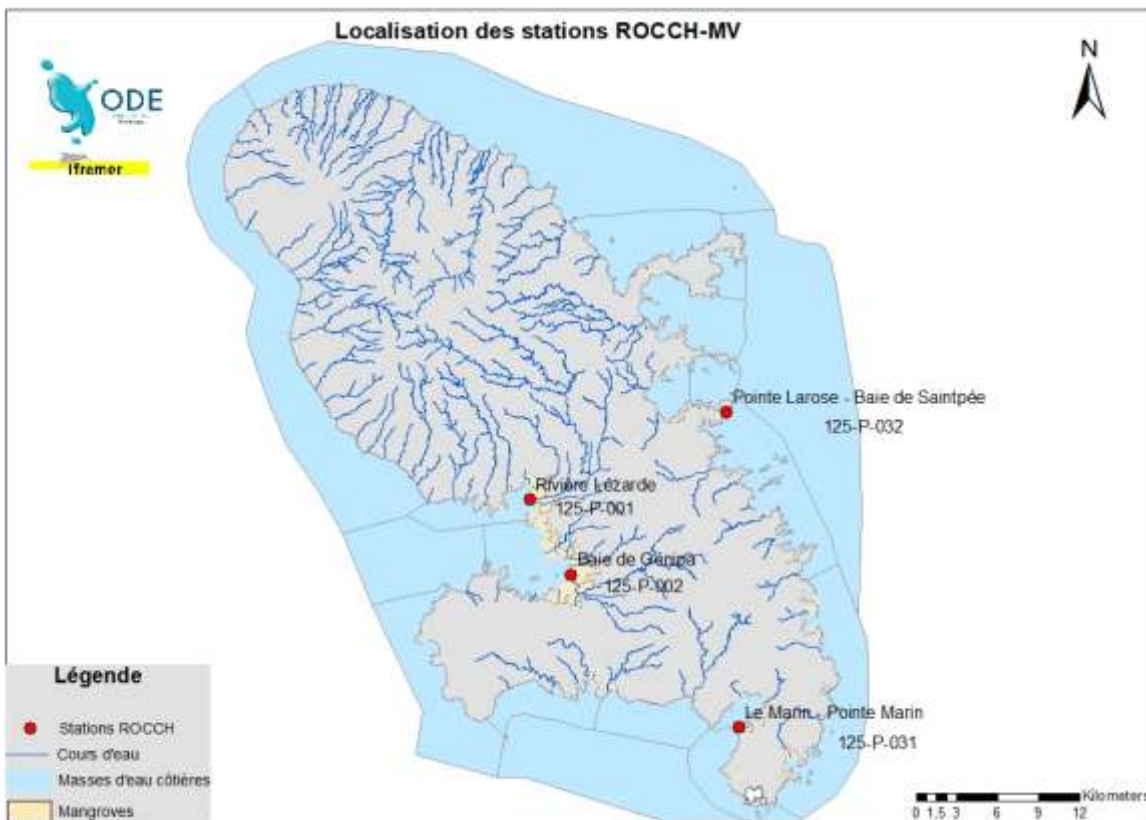 Localisation des stations ROCCH-MV
N
ODE
Ifremer
Pointe Larose - Baie de Saintpée
125-P-032
Rivière Lézarde
125-P-001
Baie de Génipa
125-P-002
Le Marin - Pointe Marin
125-P-031
Légende
Stations ROCCH
Cours d'eau
Masses d'eau côtières
Mangroves
Kilometers
0 1.5 3 6 9 12